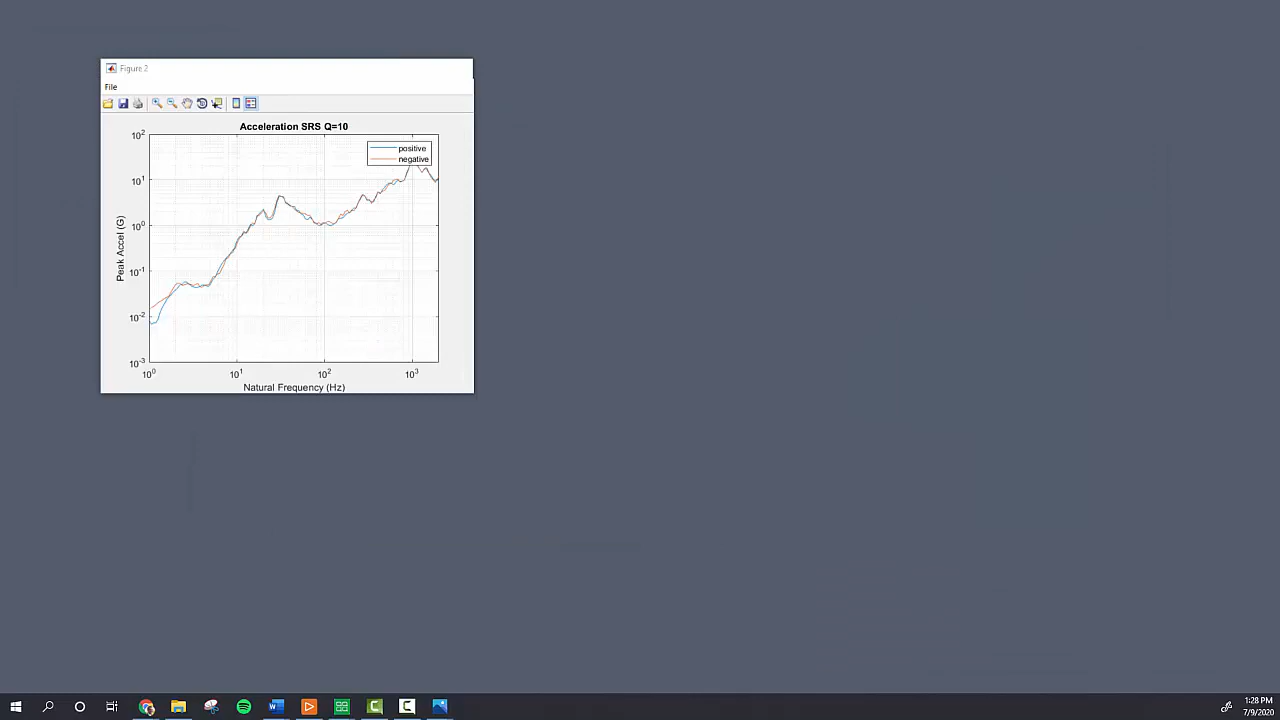 Figure 2
File
Acceleration SRS Q=10
positive
negative
Peak Accel (G)
10²
10¹
10⁰
10⁻¹
10⁻²
10⁻³
10⁰ 10¹ 10² 10³
Natural Frequency (Hz)
1:28 PM
7/9/2020